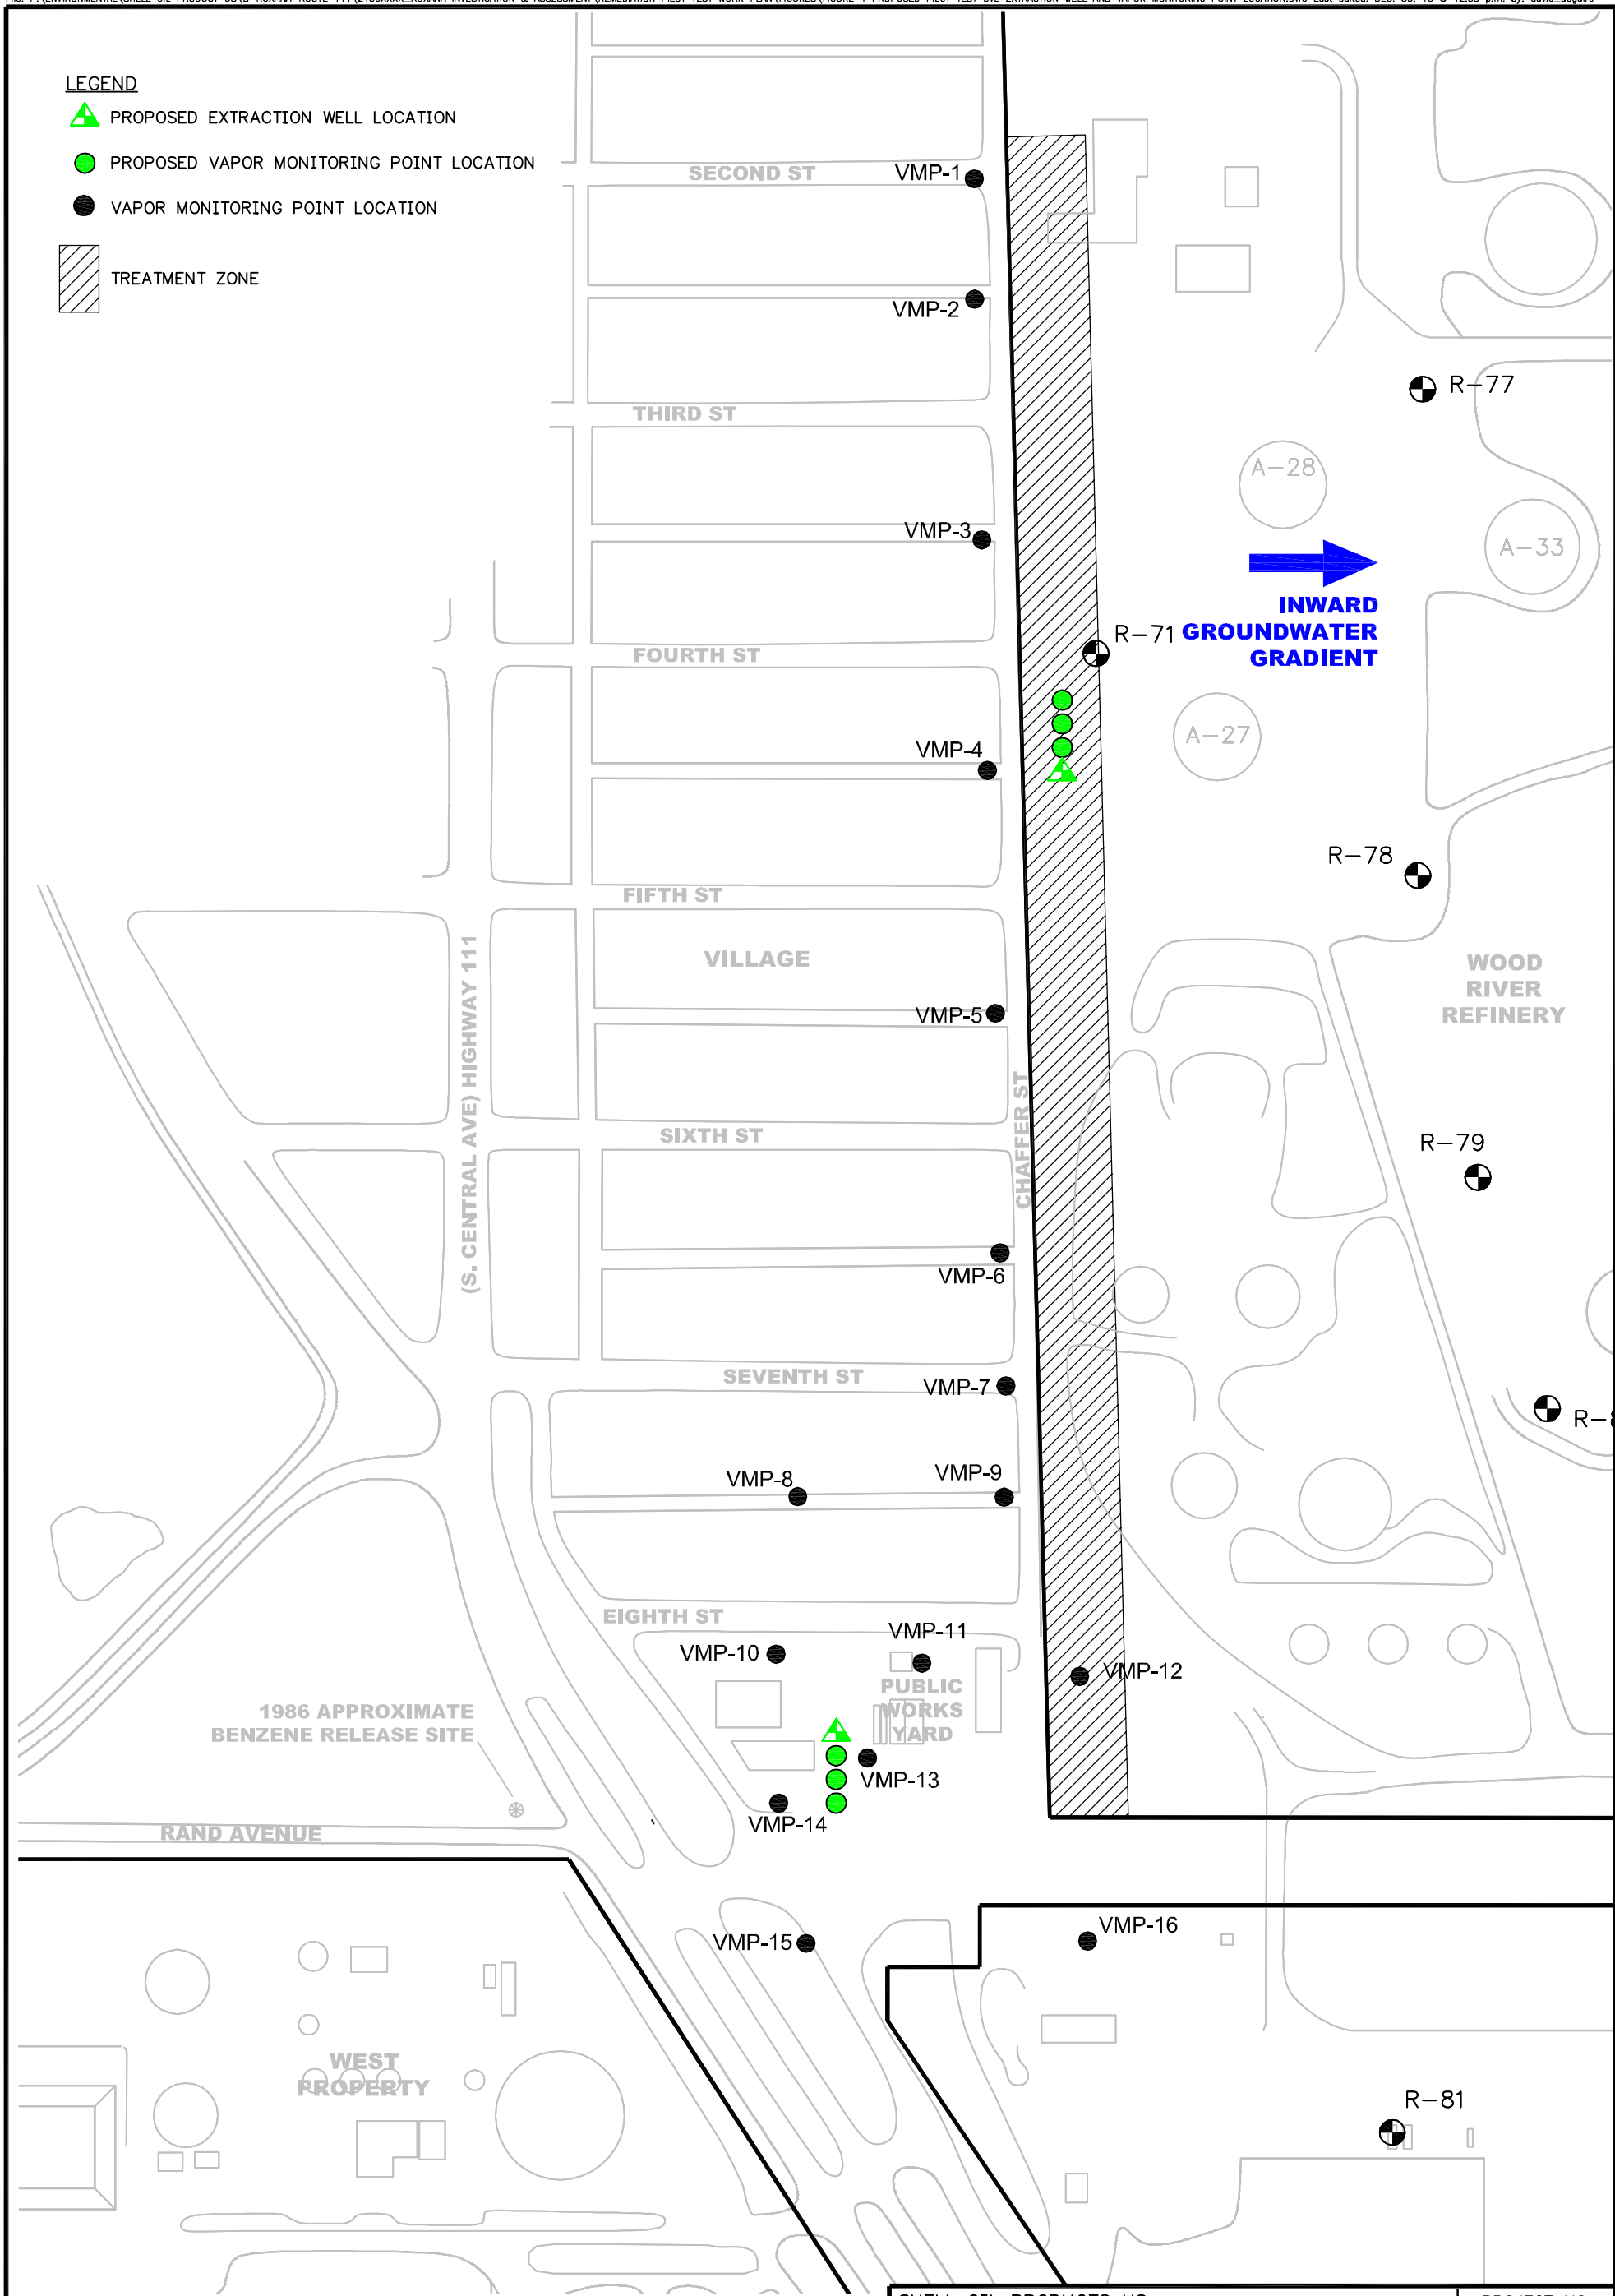 LEGEND
PROPOSED EXTRACTION WELL LOCATION
PROPOSED VAPOR MONITORING POINT LOCATION
VAPOR MONITORING POINT LOCATION
TREATMENT ZONE
SECOND ST
VMP-1
VMP-2
R-77
THIRD ST
A-28
VMP-3
A-33
INWARD
GROUNDWATER
GRADIENT
R-71
FOURTH ST
A-27
VMP-4
R-78
FIFTH ST
VILLAGE
WOOD
RIVER
REFINERY
VMP-5
(S. CENTRAL AVE) HIGHWAY 111
CHAFFER ST
SIXTH ST
R-79
VMP-6
SEVENTH ST
VMP-7
VMP-8
VMP-9
EIGHTH ST
VMP-10
VMP-11
VMP-12
PUBLIC
WORKS
YARD
1986 APPROXIMATE
BENZENE RELEASE SITE
VMP-13
VMP-14
RAND AVENUE
VMP-15
VMP-16
WEST
PROPERTY
R-81